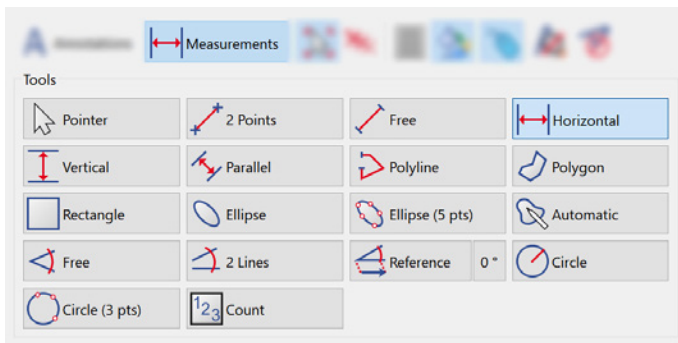 Measurements
Tools
Pointer
2 Points
Free
Horizontal
Vertical
Parallel
Polyline
Polygon
Rectangle
Ellipse
Ellipse (5 pts)
Automatic
Free
2 Lines
Reference 0 °
Circle
Circle (3 pts)
123 Count